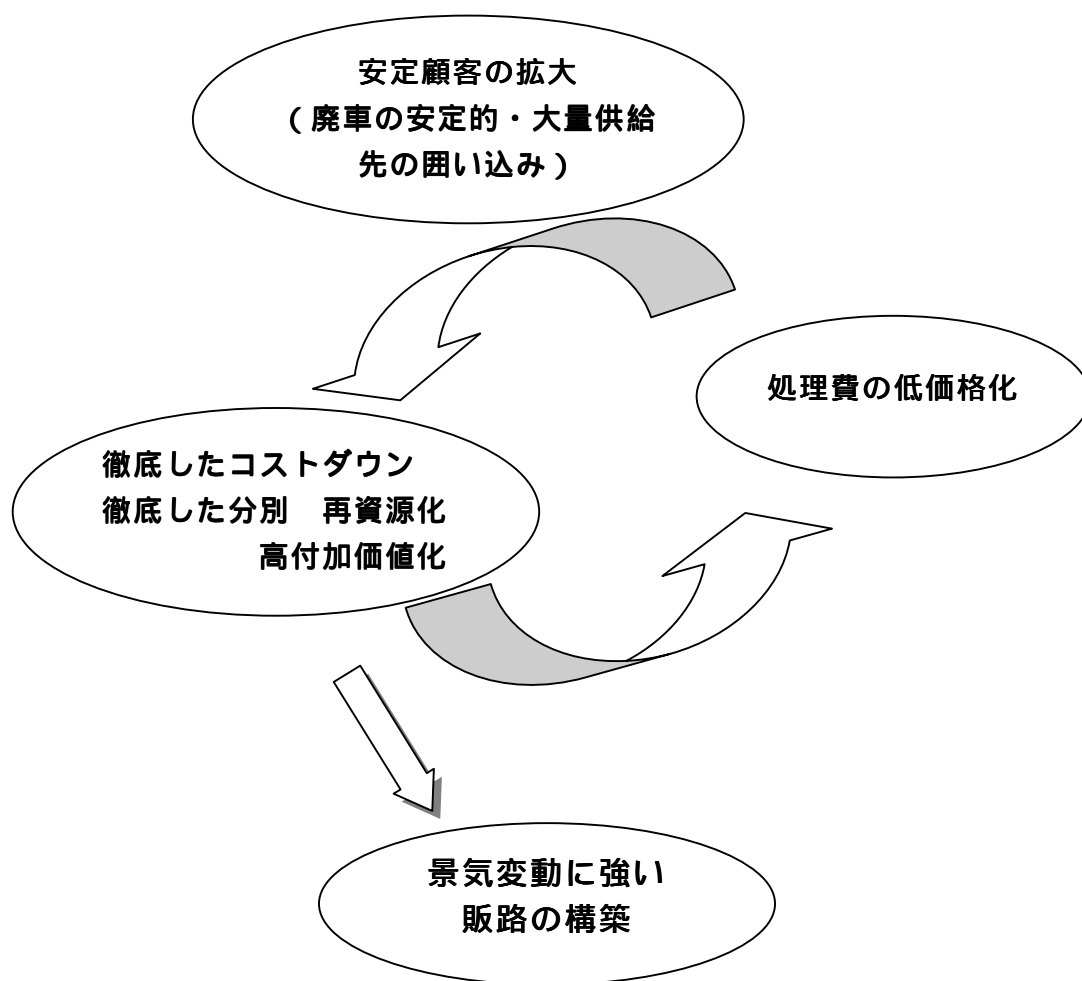 安定顧客の拡大
（廃車の安定的・大量供給
先の囲い込み）
処理費の低価格化
徹底したコストダウン
徹底した分別　再資源化
高付加価値化
景気変動に強い
販路の構築